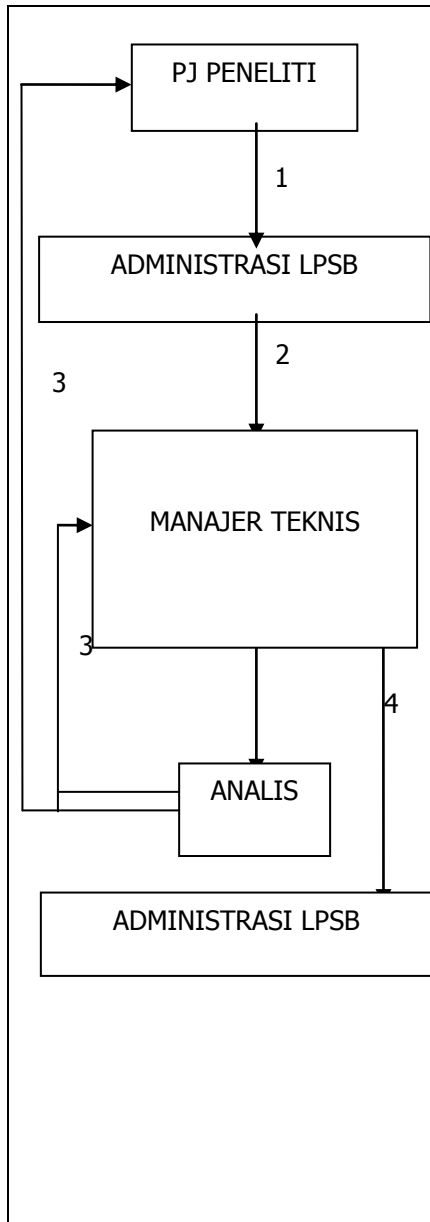 PJ PENELITI
1
ADMINISTRASI LPSB
2
3
MANAJER TEKNIS
3
4
ANALIS
ADMINISTRASI LPSB